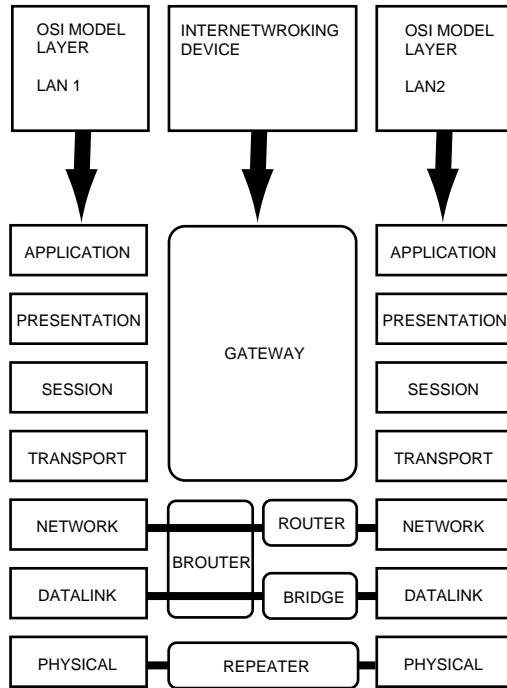 OSI MODEL
LAYER
LAN 1
INTERNETWROKING
DEVICE
OSI MODEL
LAYER
LAN2
APPLICATION
APPLICATION
PRESENTATION
PRESENTATION
GATEWAY
SESSION
SESSION
TRANSPORT
TRANSPORT
NETWORK
ROUTER
NETWORK
BROUTER
DATALINK
BRIDGE
DATALINK
PHYSICAL
REPEATER
PHYSICAL